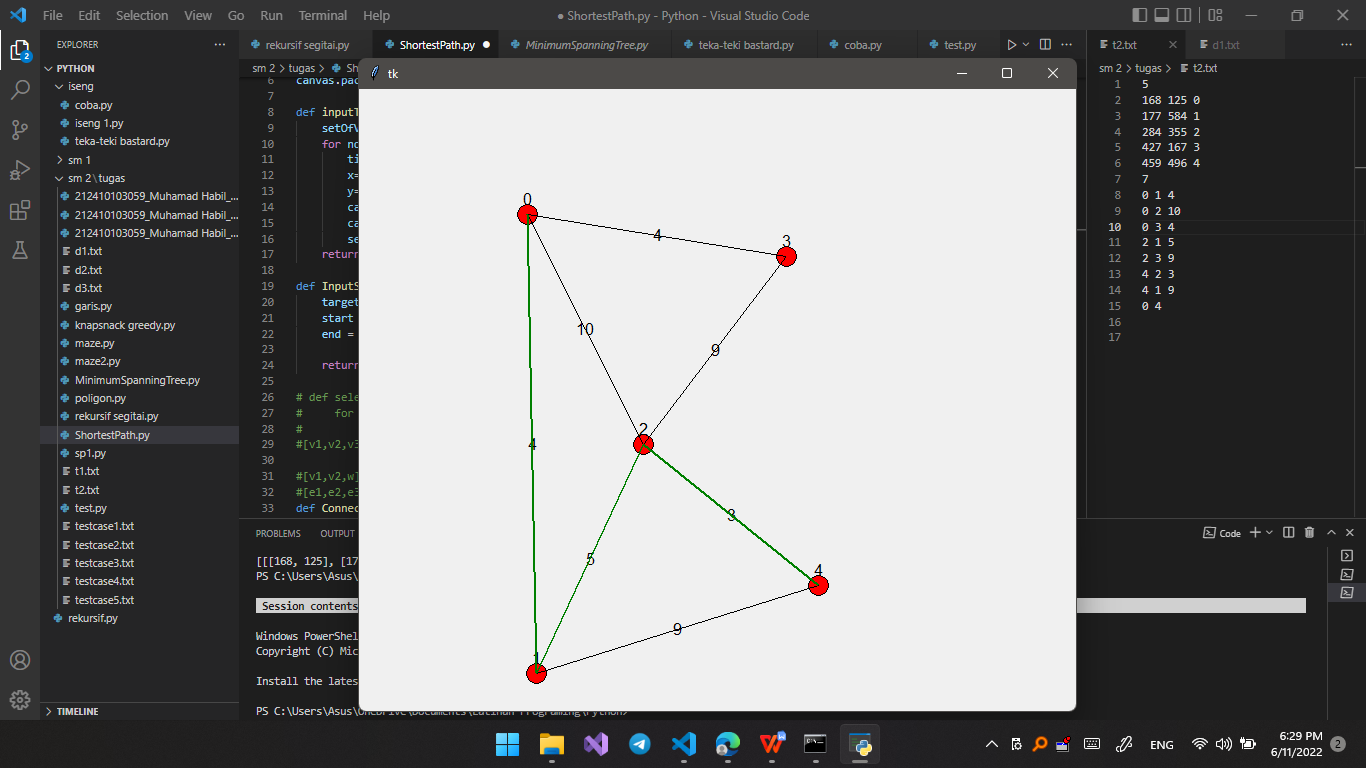 File Edit Selection View Go Run Terminal Help
● ShortestPath.py - Python - Visual Studio Code
EXPLORER
PYTHON
iseng
coba.py
iseng 1.py
teka-teki bastard.py
sm 1
sm 2 \ tugas
212410103059_Muhamad Habil_...
212410103059_Muhamad Habil_...
212410103059_Muhamad Habil_...
d1.txt
d2.txt
d3.txt
garis.py
knapsnack greedy.py
maze.py
maze2.py
MinimumSpanningTree.py
poligon.py
rekursif segitai.py
ShortestPath.py
sp1.py
t1.txt
t2.txt
test.py
testcase1.txt
testcase2.txt
testcase3.txt
testcase4.txt
testcase5.txt
rekursif.py
TIMELINE
2
rekursif segitai.py ShortestPath.py ● MinimumSpanningTree.py teka-teki bastard.py coba.py test.py
sm 2 > tugas > Sh
6 canvas.pac
7
8 def inputT
9 setOfV
10 for no
11 ti
12 x=
13 y=
14 ca
15 ca
16 se
17 return
18
19 def InputS
20 target
21 start
22 end =
23
24 return
25
26 # def sele
27 # for
28 #
29 #[v1,v2,v3
30
31 #[v1,v2,w]
32 #[e1,e2,e3
33 def Connec
tk
0
4
3
10
9
2
4
3
5
4
9
1
t2.txt d1.txt
sm 2 > tugas > t2.txt
1 5
2 168 125 0
3 177 584 1
4 284 355 2
5 427 167 3
6 459 496 4
7 7
8 0 1 4
9 0 2 10
10 0 3 4
11 2 1 5
12 2 3 9
13 4 2 3
14 4 1 9
15 0 4
16
17
PROBLEMS OUTPUT
Code
[[[168, 125], [17
PS C:\Users\Asus\
Session contents
Windows PowerShel
Copyright (C) Mic
Install the lates
PS C:\Users\Asus\OneDrive\Documents\Latihan Programing\Python>
ENG
6:29 PM
6/11/2022
2